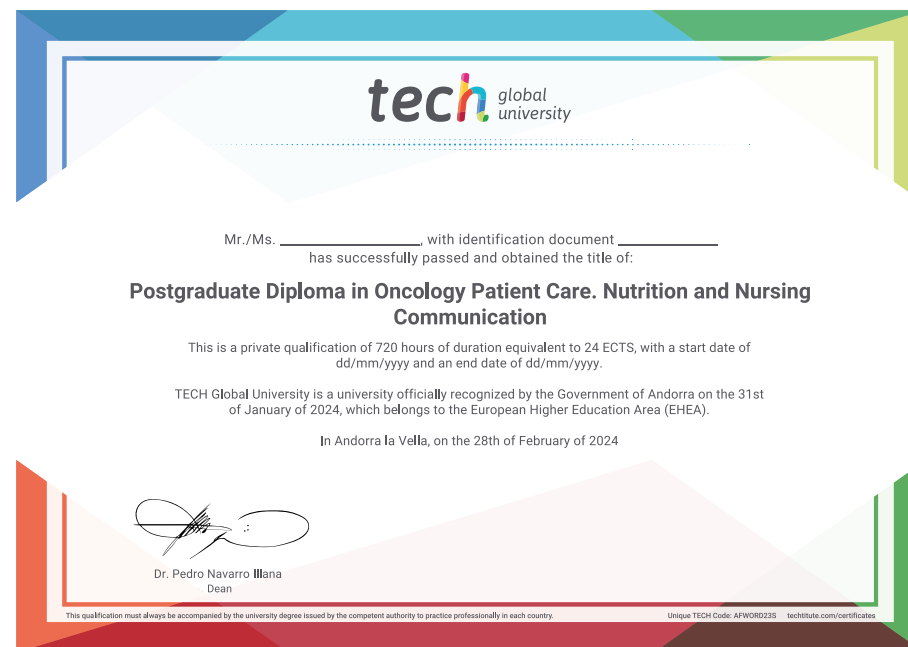 tech global
university
Mr./Ms. ____________________, with identification document ______________
has successfully passed and obtained the title of:
Postgraduate Diploma in Oncology Patient Care. Nutrition and Nursing
Communication
This is a private qualification of 720 hours of duration equivalent to 24 ECTS, with a start date of
dd/mm/yyyy and an end date of dd/mm/yyyy.
TECH Global University is a university officially recognized by the Government of Andorra on the 31st
of January of 2024, which belongs to the European Higher Education Area (EHEA).
In Andorra la Vella, on the 28th of February of 2024
Dr. Pedro Navarro Illana
Dean
This qualification must always be accompanied by the university degree issued by the competent authority to practice professionally in each country.
Unique TECH Code: AFWORD23S techtitute.com/certificates